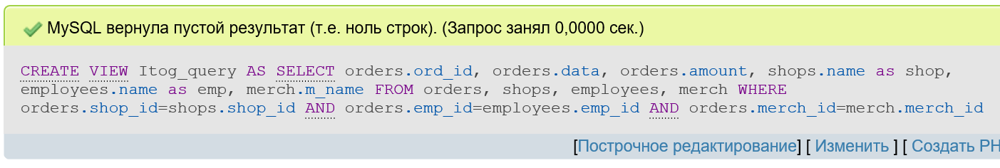 MySQL вернула пустой результат (т.е. ноль строк). (Запрос занял 0,0000 сек.)
CREATE VIEW Itog_query AS SELECT orders.ord_id, orders.data, orders.amount, shops.name as shop,
employees.name as emp, merch.m_name FROM orders, shops, employees, merch WHERE
orders.shop_id=shops.shop_id AND orders.emp_id=employees.emp_id AND orders.merch_id=merch.merch_id
[Построчное редактирование] [ Изменить ] [ Создать PH